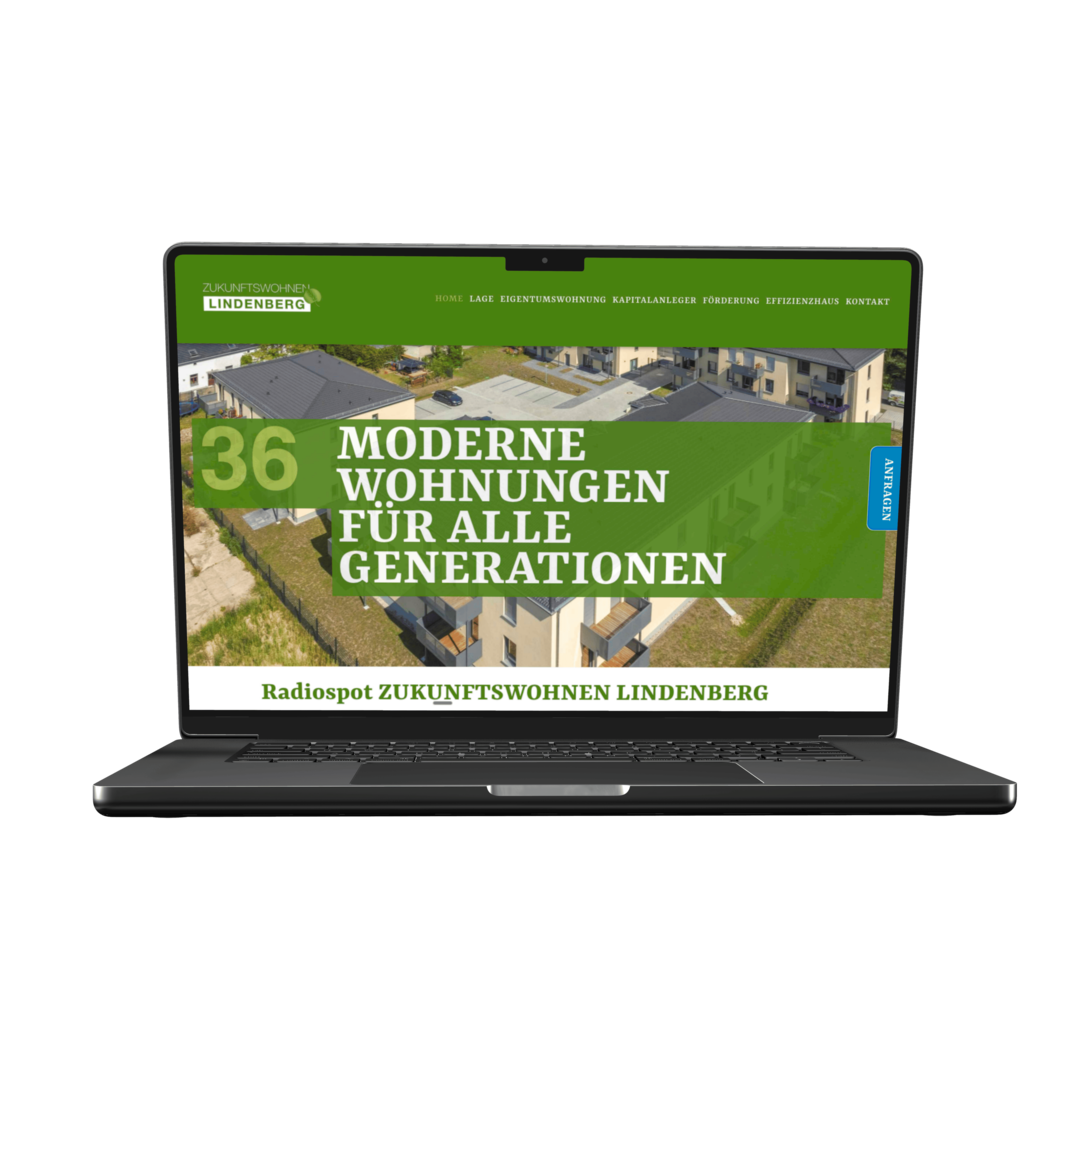 ZUKUNFTSWOHNEN
LINDENBERG
HOME LAGE EIGENTUMSWOHNUNG KAPITALANLEGER FÖRDERUNG EFFIZIENZHAUS KONTAKT
36
MODERNE
WOHNUNGEN
FÜR ALLE
GENERATIONEN
ANFRAGEN
Radiospot ZUKUNFTSWOHNEN LINDENBERG